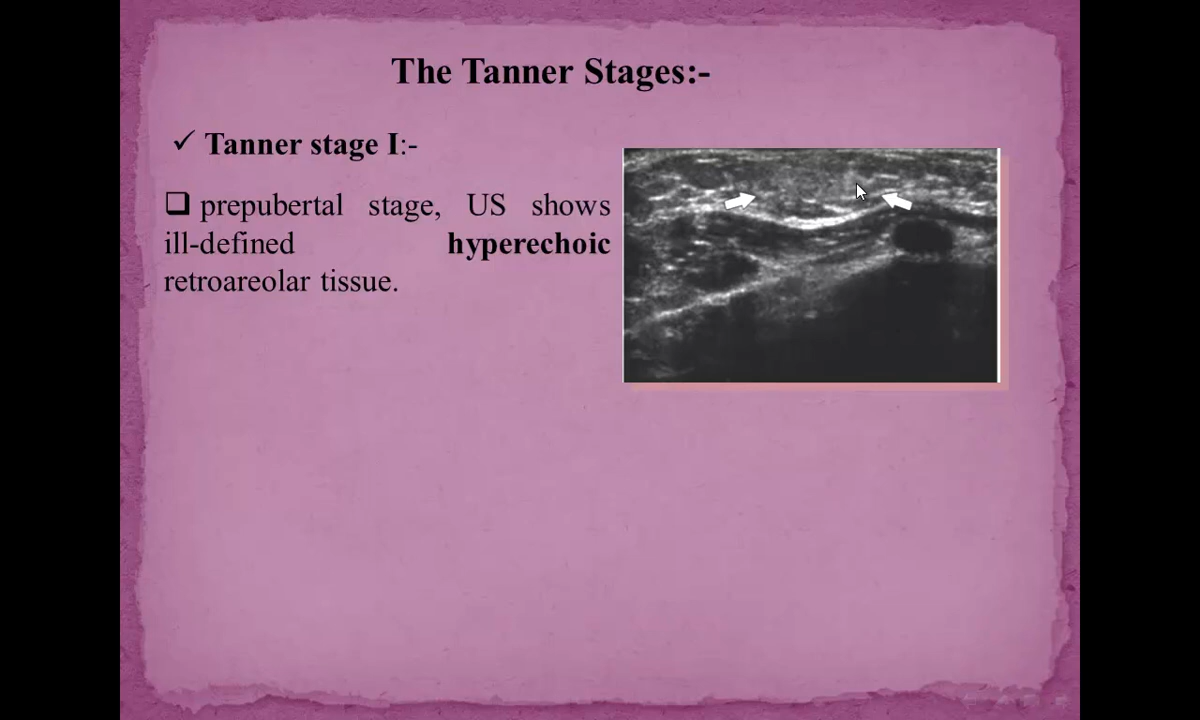 The Tanner Stages:-
✓ Tanner stage I:-
❑ prepubertal stage, US shows
ill-defined hyperechoic
retroareolar tissue.